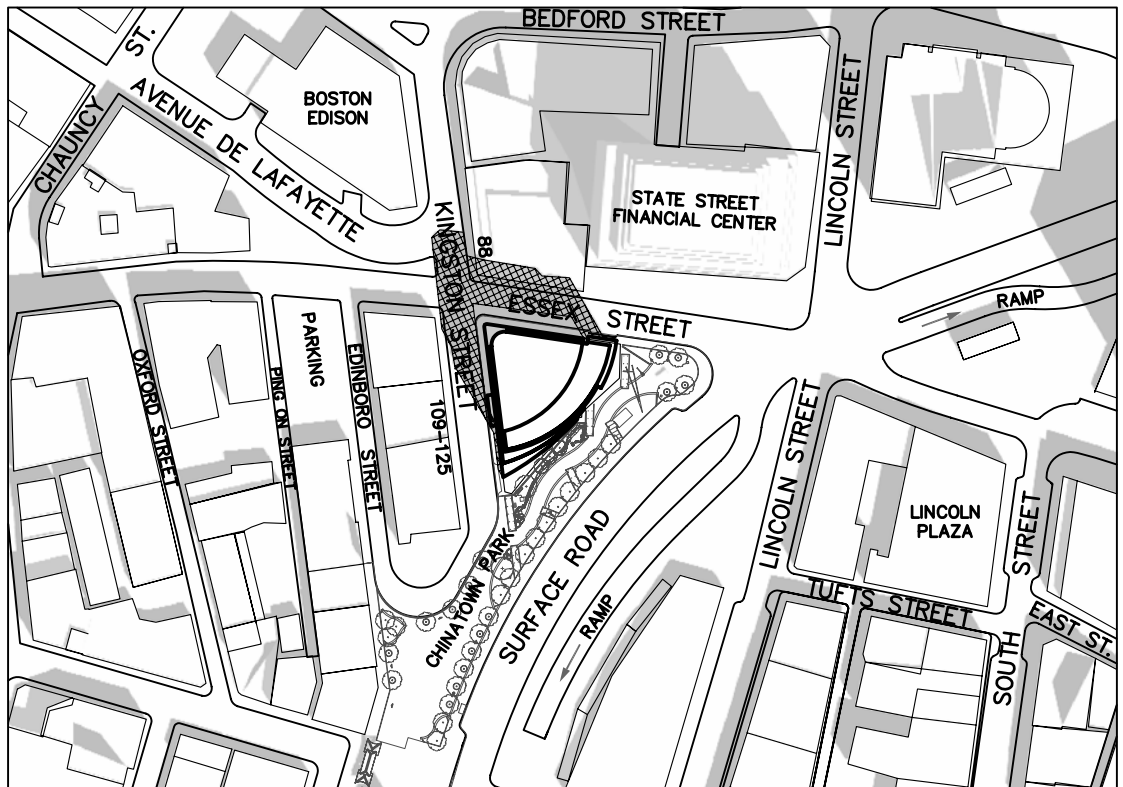 BEDFORD STREET
ST.
AVENUE DE LAFAYETTE
CHAUNCY
BOSTON
EDISON
LINCOLN STREET
STATE STREET
FINANCIAL CENTER
KINGSTON STREET
88
ESSEX STREET
RAMP
PARKING
OXFORD STREET
PING ON STREET
EDINBORO STREET
109-125
LINCOLN STREET
LINCOLN
PLAZA
STREET
SOUTH
CHINATOWN PARK
SURFACE ROAD
RAMP
TUFTS STREET
EAST ST.